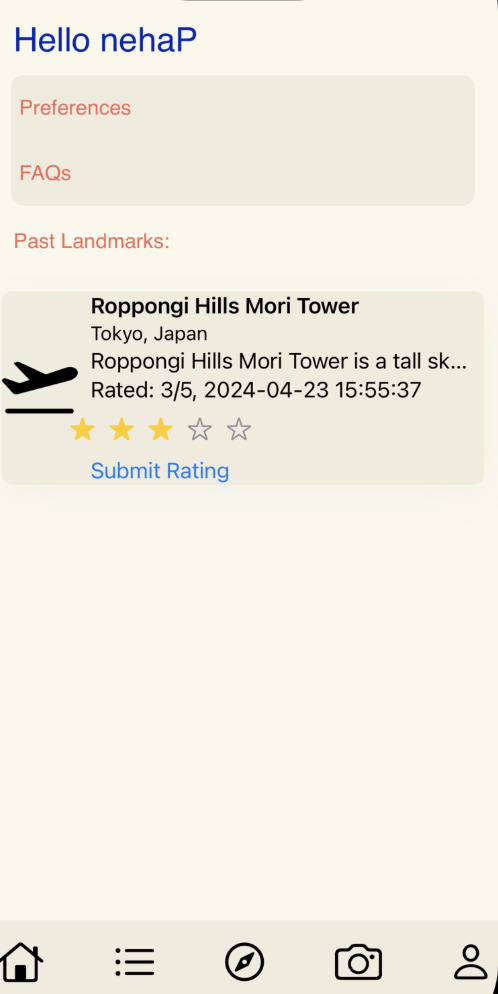 Hello nehaP
Preferences
FAQs
Past Landmarks:
Roppongi Hills Mori Tower
Tokyo, Japan
Roppongi Hills Mori Tower is a tall sk...
Rated: 3/5, 2024-04-23 15:55:37
Submit Rating